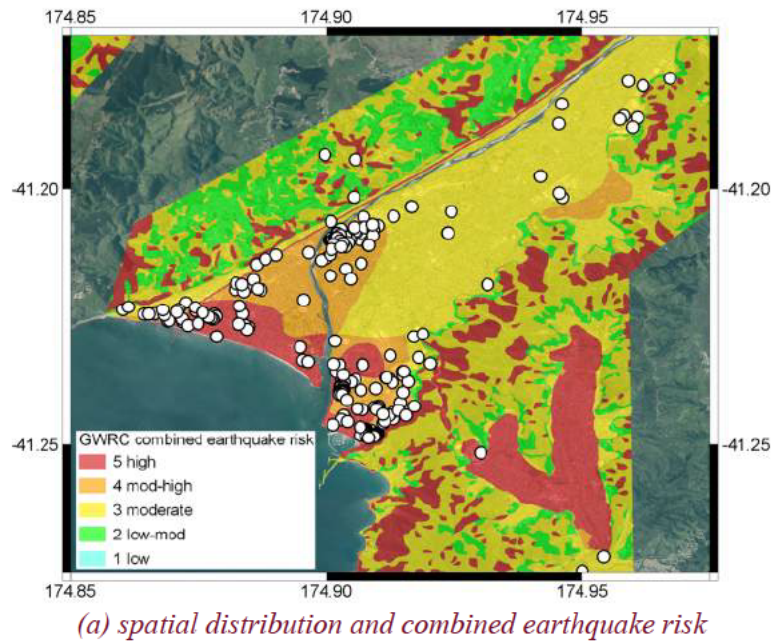 174.85 174.90 174.95
-41.20 -41.20
-41.25 -41.25
GWRC combined earthquake risk
5 high
4 mod-high
3 moderate
2 low-mod
1 low
174.85 174.90 174.95
(a) spatial distribution and combined earthquake risk